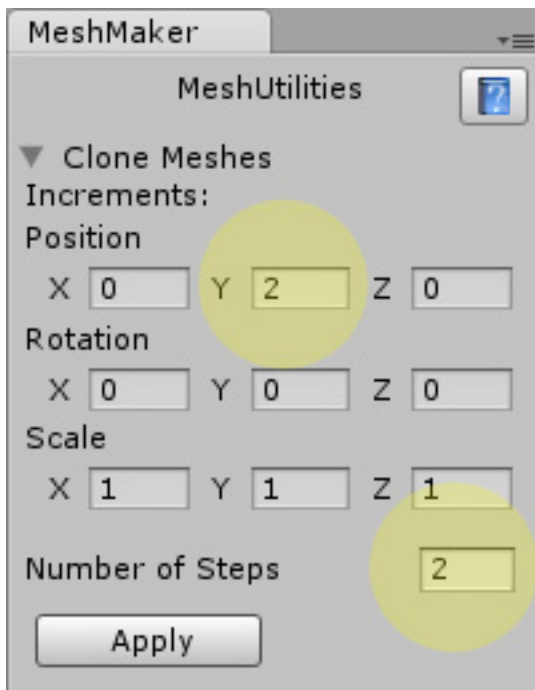 MeshMaker
MeshUtilities ?
Clone Meshes
Increments:
Position
X 0 Y 2 Z 0
Rotation
X 0 Y 0 Z 0
Scale
X 1 Y 1 Z 1
Number of Steps 2
Apply